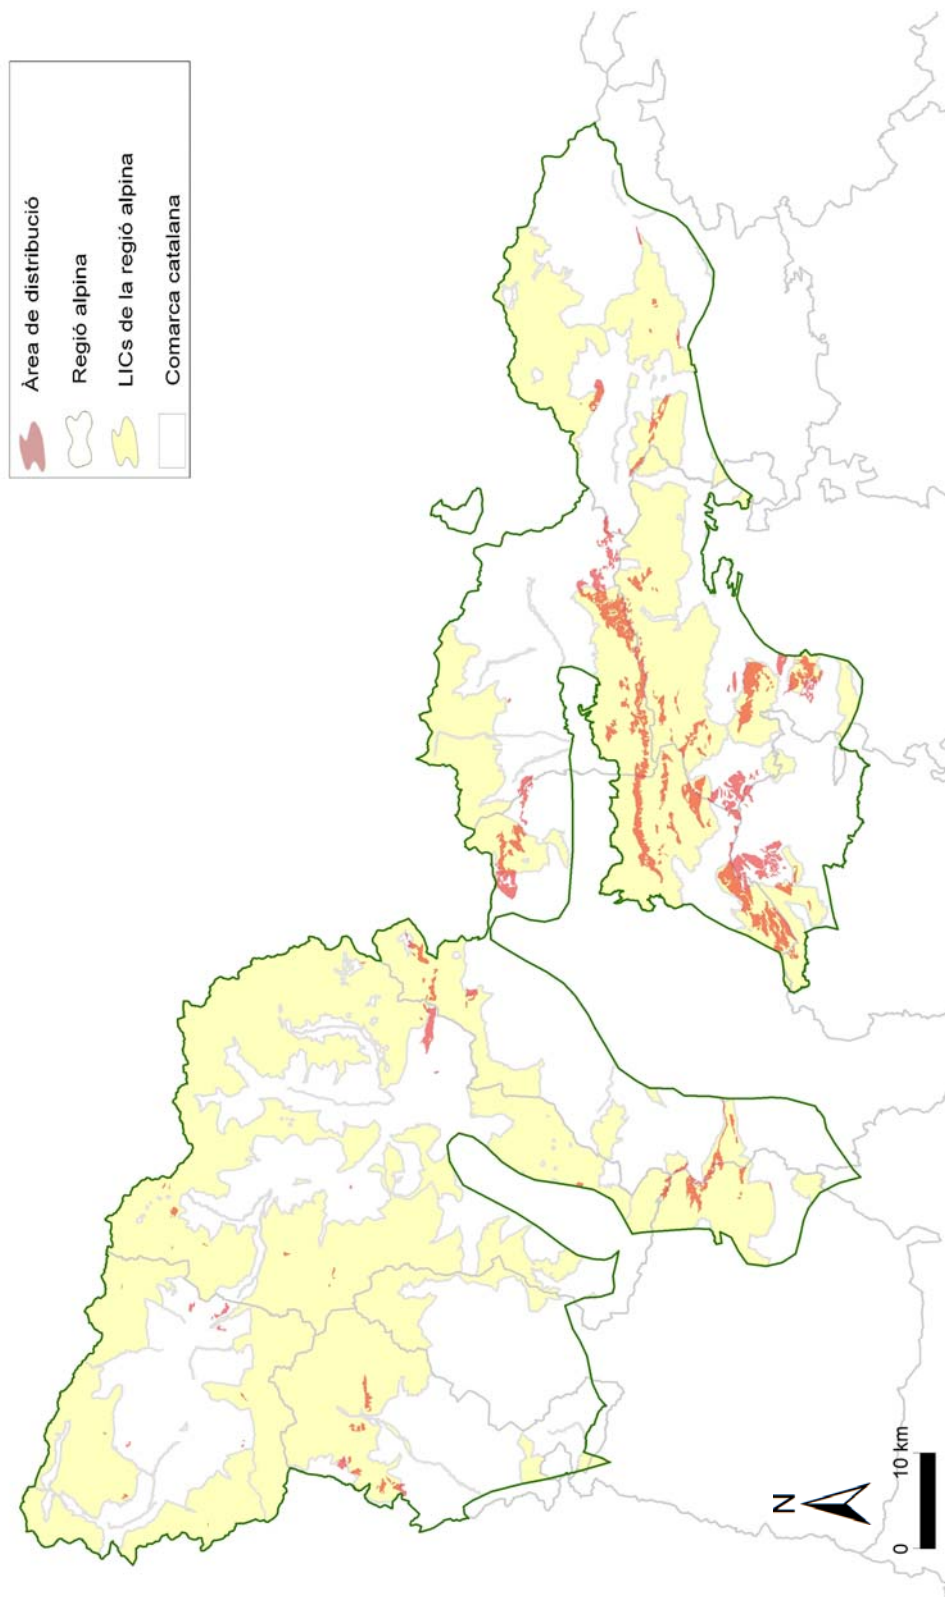 Àrea de distribució
Regió alpina
LICs de la regió alpina
Comarca catalana
N
0 10 km